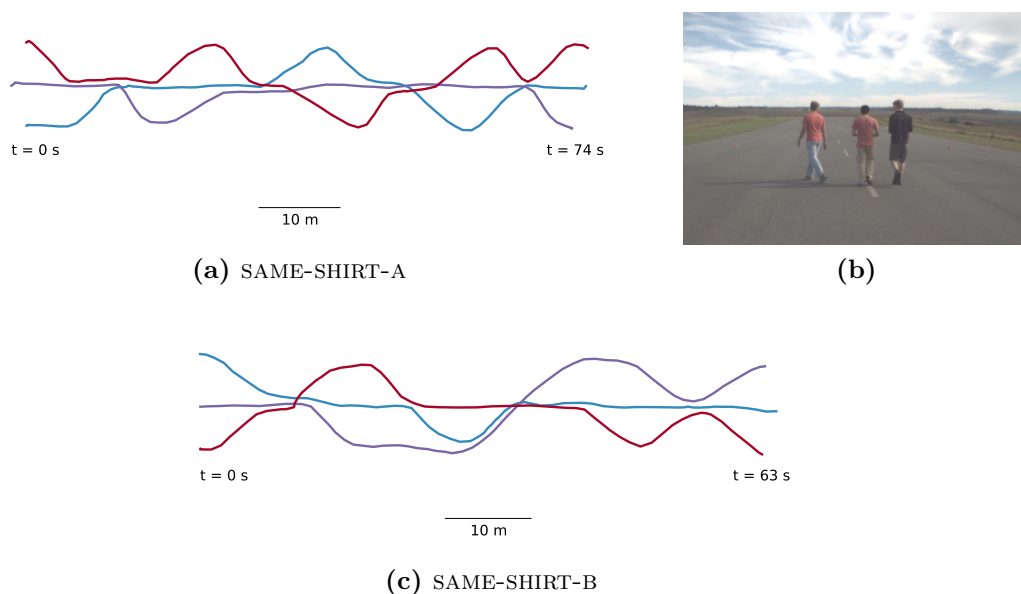 t = 0 s
t = 74 s
10 m
(a) SAME-SHIRT-A
(b)
t = 0 s
t = 63 s
10 m
(c) SAME-SHIRT-B